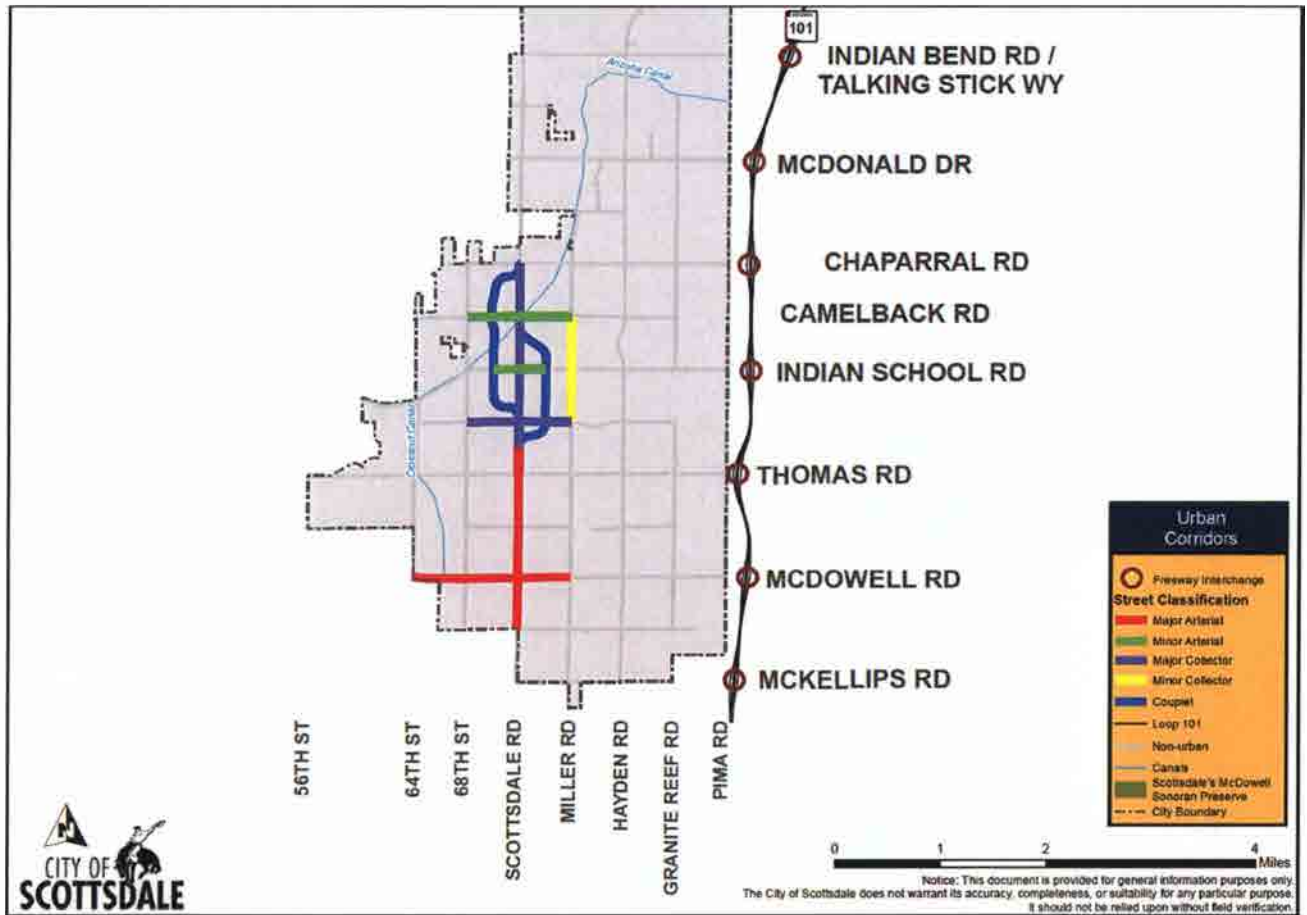 101
INDIAN BEND RD /
TALKING STICK WY
Arizona Canal
MCDONALD DR
CHAPARRAL RD
CAMELBACK RD
INDIAN SCHOOL RD
THOMAS RD
MCDOWELL RD
MCKELLIPS RD
56TH ST
64TH ST
68TH ST
SCOTTSDALE RD
MILLER RD
HAYDEN RD
GRANITE REEF RD
PIMA RD
Urban
Corridors
Freeway Interchange
Street Classification
Major Arterial
Minor Arterial
Major Collector
Minor Collector
Couplet
Loop 101
Non-urban
Canals
Scottsdale's McDowell
Sonoran Preserve
City Boundary
N
CITY OF
SCOTTSDALE
0 1 2 4
Miles
Notice: This document is provided for general information purposes only.
The City of Scottsdale does not warrant its accuracy, completeness, or suitability for any particular purpose.
It should not be relied upon without field verification.